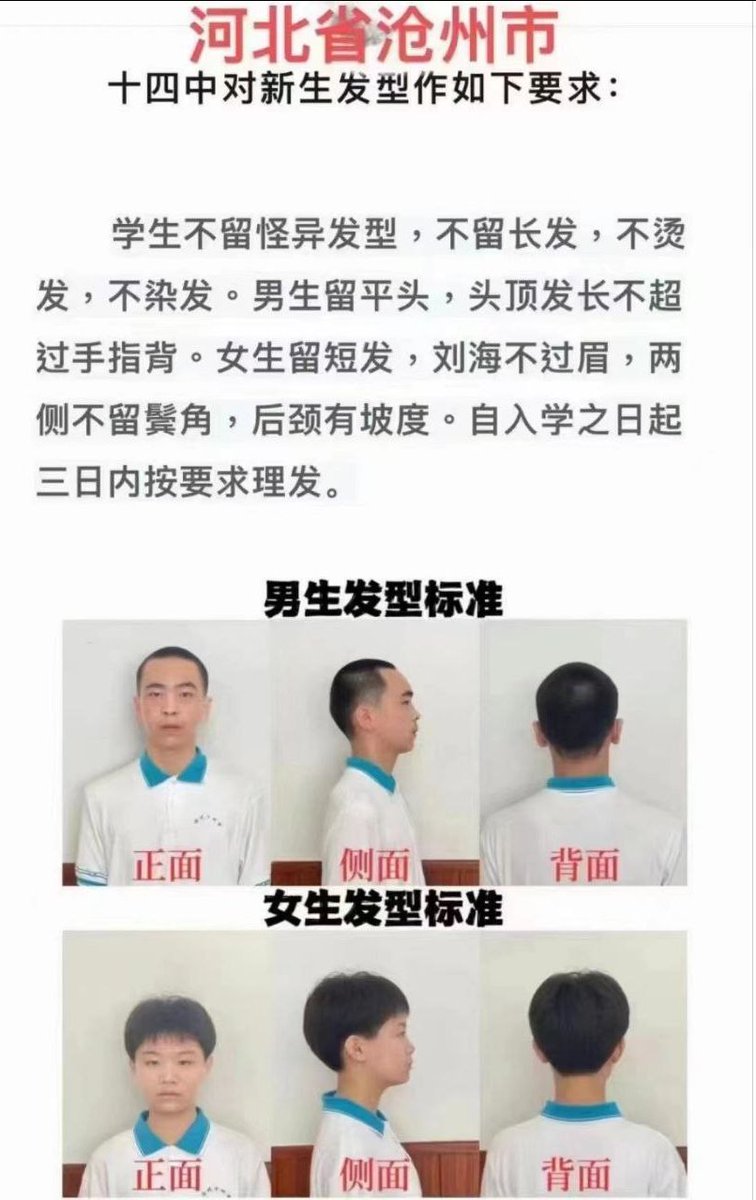 河北省沧州市
十四中对新生发型作如下要求：
学生不留怪异发型，不留长发，不烫
发，不染发。男生留平头，头顶发长不超
过手指背。女生留短发，刘海不过眉，两
侧不留鬓角，后颈有坡度。自入学之日起
三日内按要求理发。
男生发型标准
正面 侧面 背面
女生发型标准
正面 侧面 背面